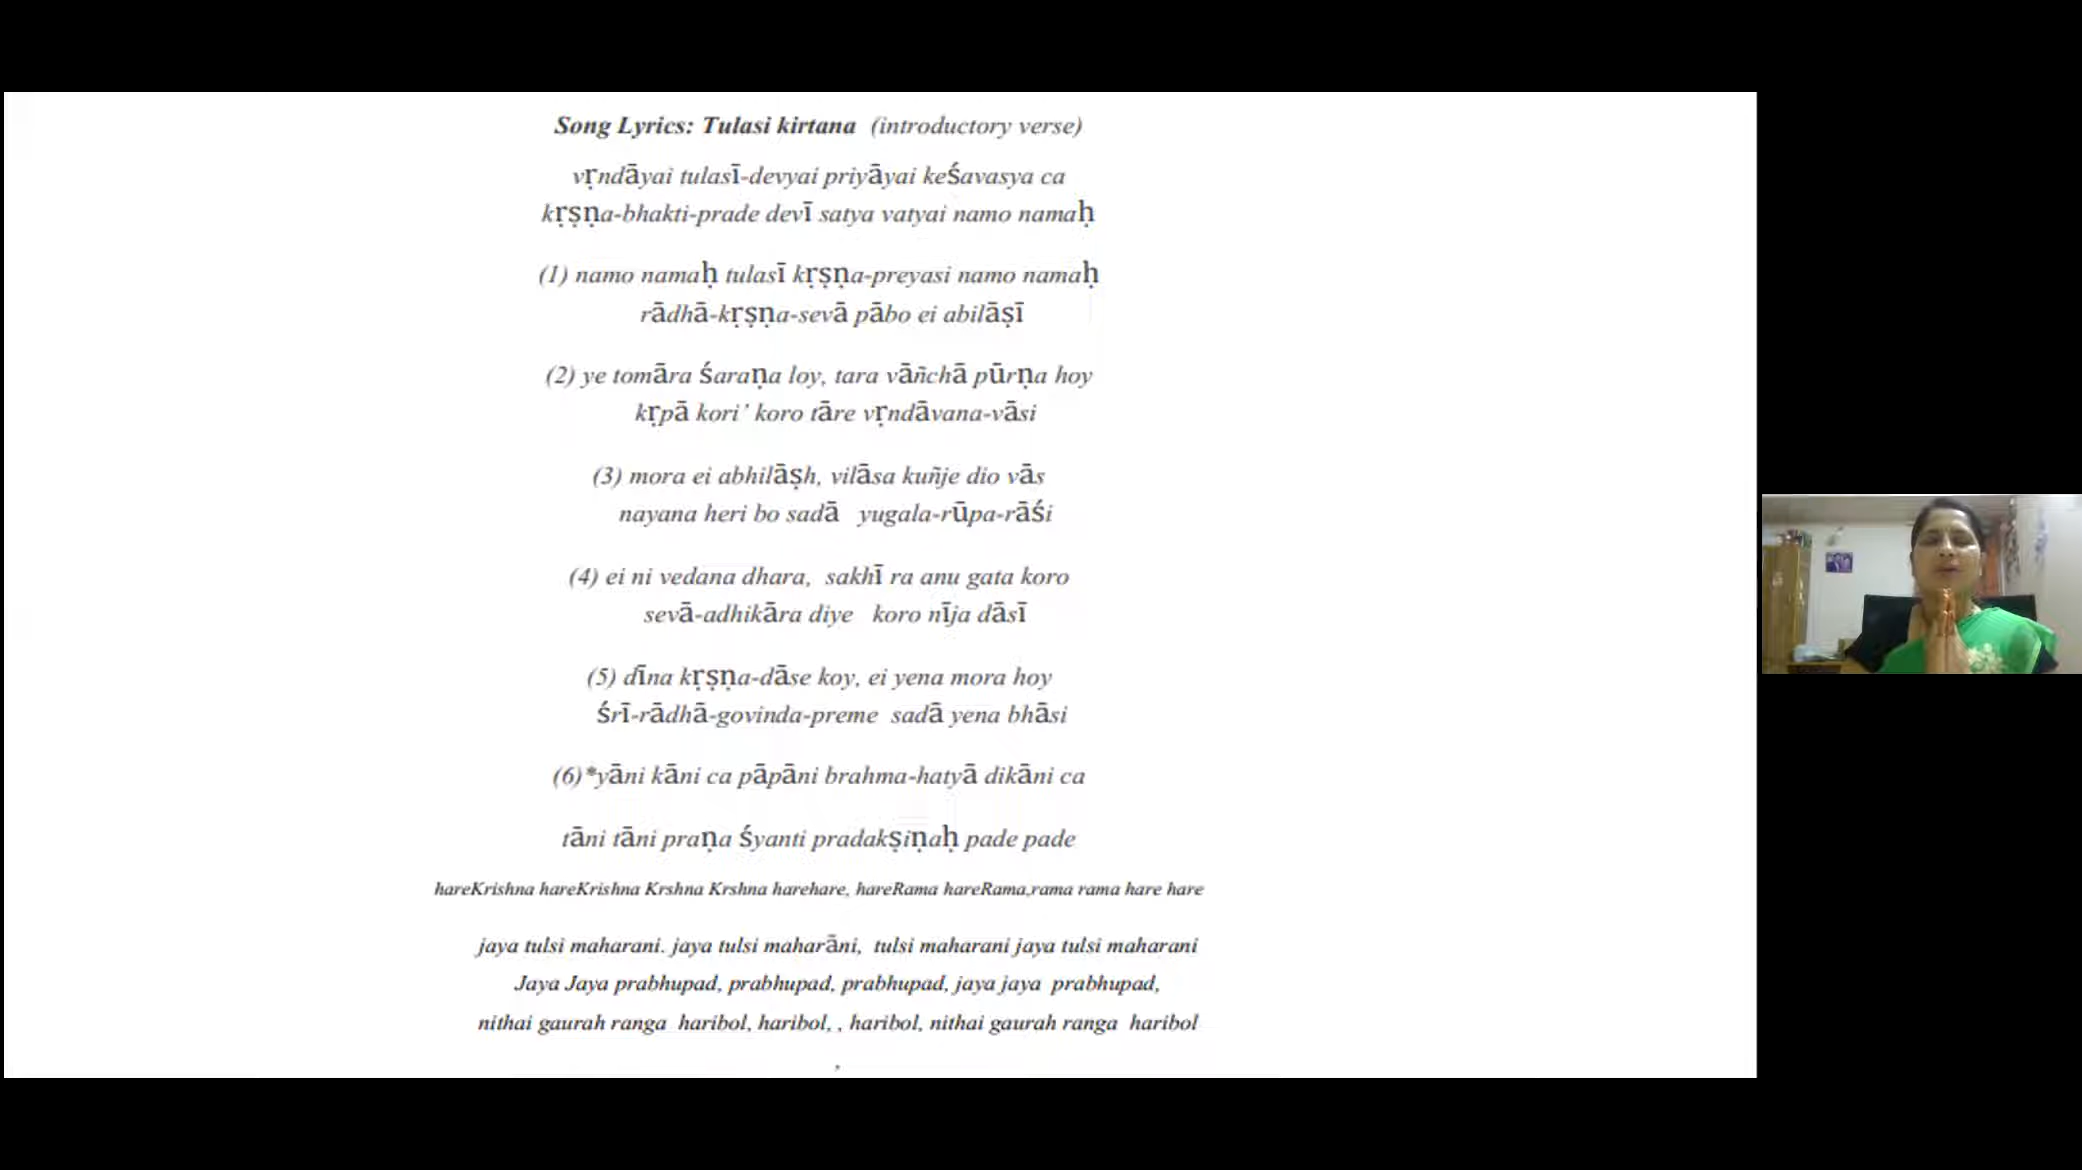 Song Lyrics: Tulasi kirtana (introductory verse)
vṛndāyai tulasī-devyai priyāyai keśavasya ca
kṛṣṇa-bhakti-prade devī satya vatyai namo namaḥ
(1) namo namaḥ tulasī kṛṣṇa-preyasi namo namaḥ
rādhā-kṛṣṇa-sevā pābo ei abilāṣī
(2) ye tomāra śaraṇa loy, tara vāñchā pūrṇa hoy
kṛpā kori’ koro tāre vṛndāvana-vāsi
(3) mora ei abhilāṣh, vilāsa kuñje dio vās
nayana heri bo sadā yugala-rūpa-rāśi
(4) ei ni vedana dhara, sakhī ra anu gata koro
sevā-adhikāra diye koro nīja dāsī
(5) dīna kṛṣṇa-dāse koy, ei yena mora hoy
śrī-rādhā-govinda-preme sadā yena bhāsi
(6)*yāni kāni ca pāpāni brahma-hatyā dikāni ca
tāni tāni praṇa śyanti pradakṣiṇaḥ pade pade
hareKrishna hareKrishna Krshna Krshna harehare, hareRama hareRama,rama rama hare hare
jaya tulsi maharani. jaya tulsi maharāni, tulsi maharani jaya tulsi maharani
Jaya Jaya prabhupad, prabhupad, prabhupad, jaya jaya prabhupad,
nithai gaurah ranga haribol, haribol, , haribol, nithai gaurah ranga haribol
,